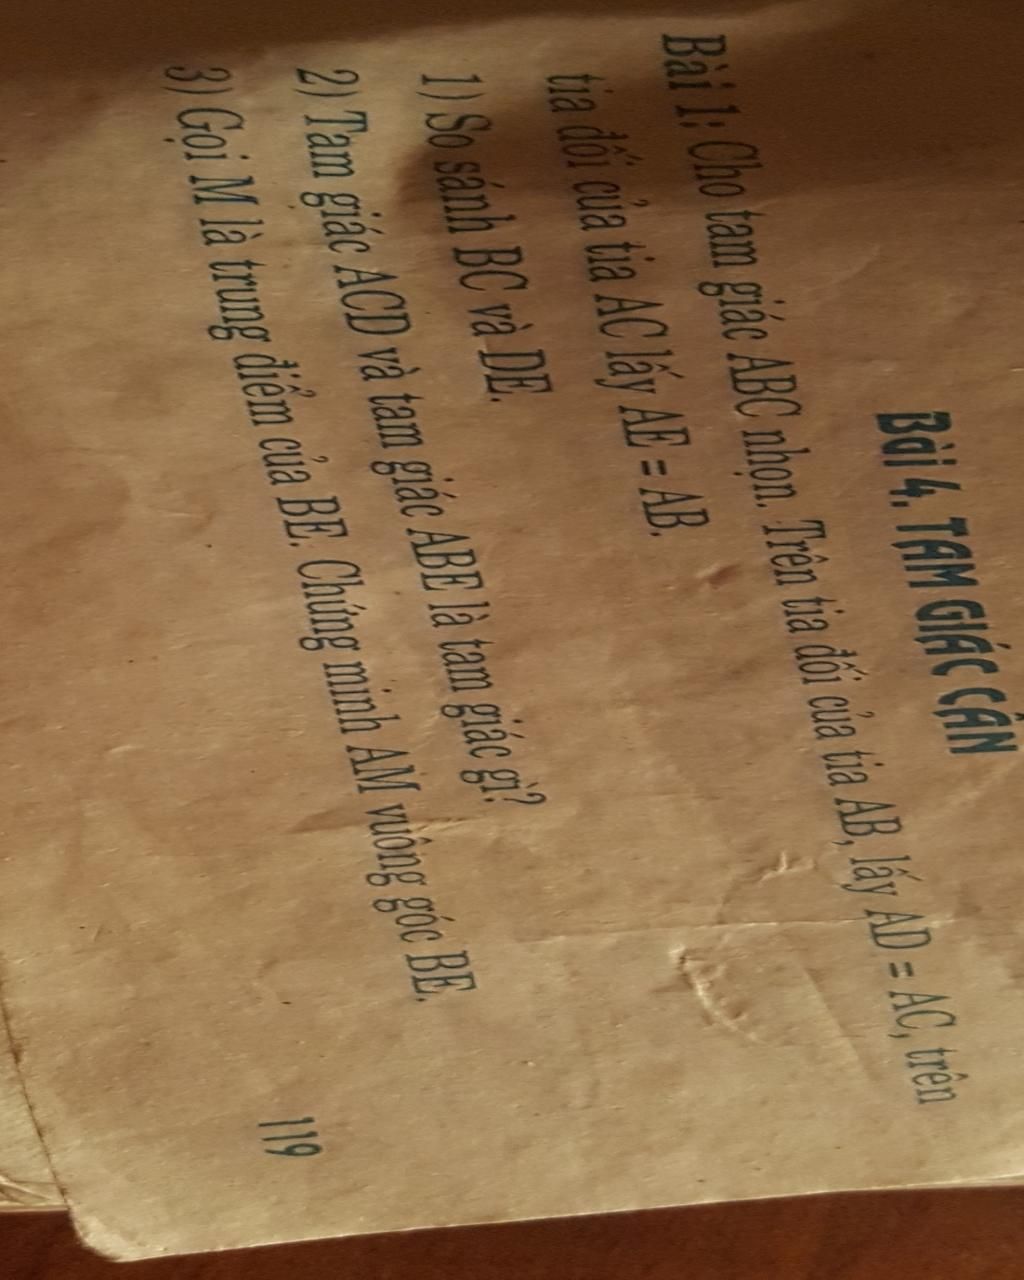 Bài 4. TAM GIÁC CÂN
Bài 1: Cho tam giác ABC nhọn. Trên tia đối của tia AB, lấy AD = AC, trên
tia đối của tia AC lấy AE = AB.
1) So sánh BC và DE.
2) Tam giác ACD và tam giác ABE là tam giác gì?
3) Gọi M là trung điểm của BE. Chứng minh AM vuông góc BE.
119